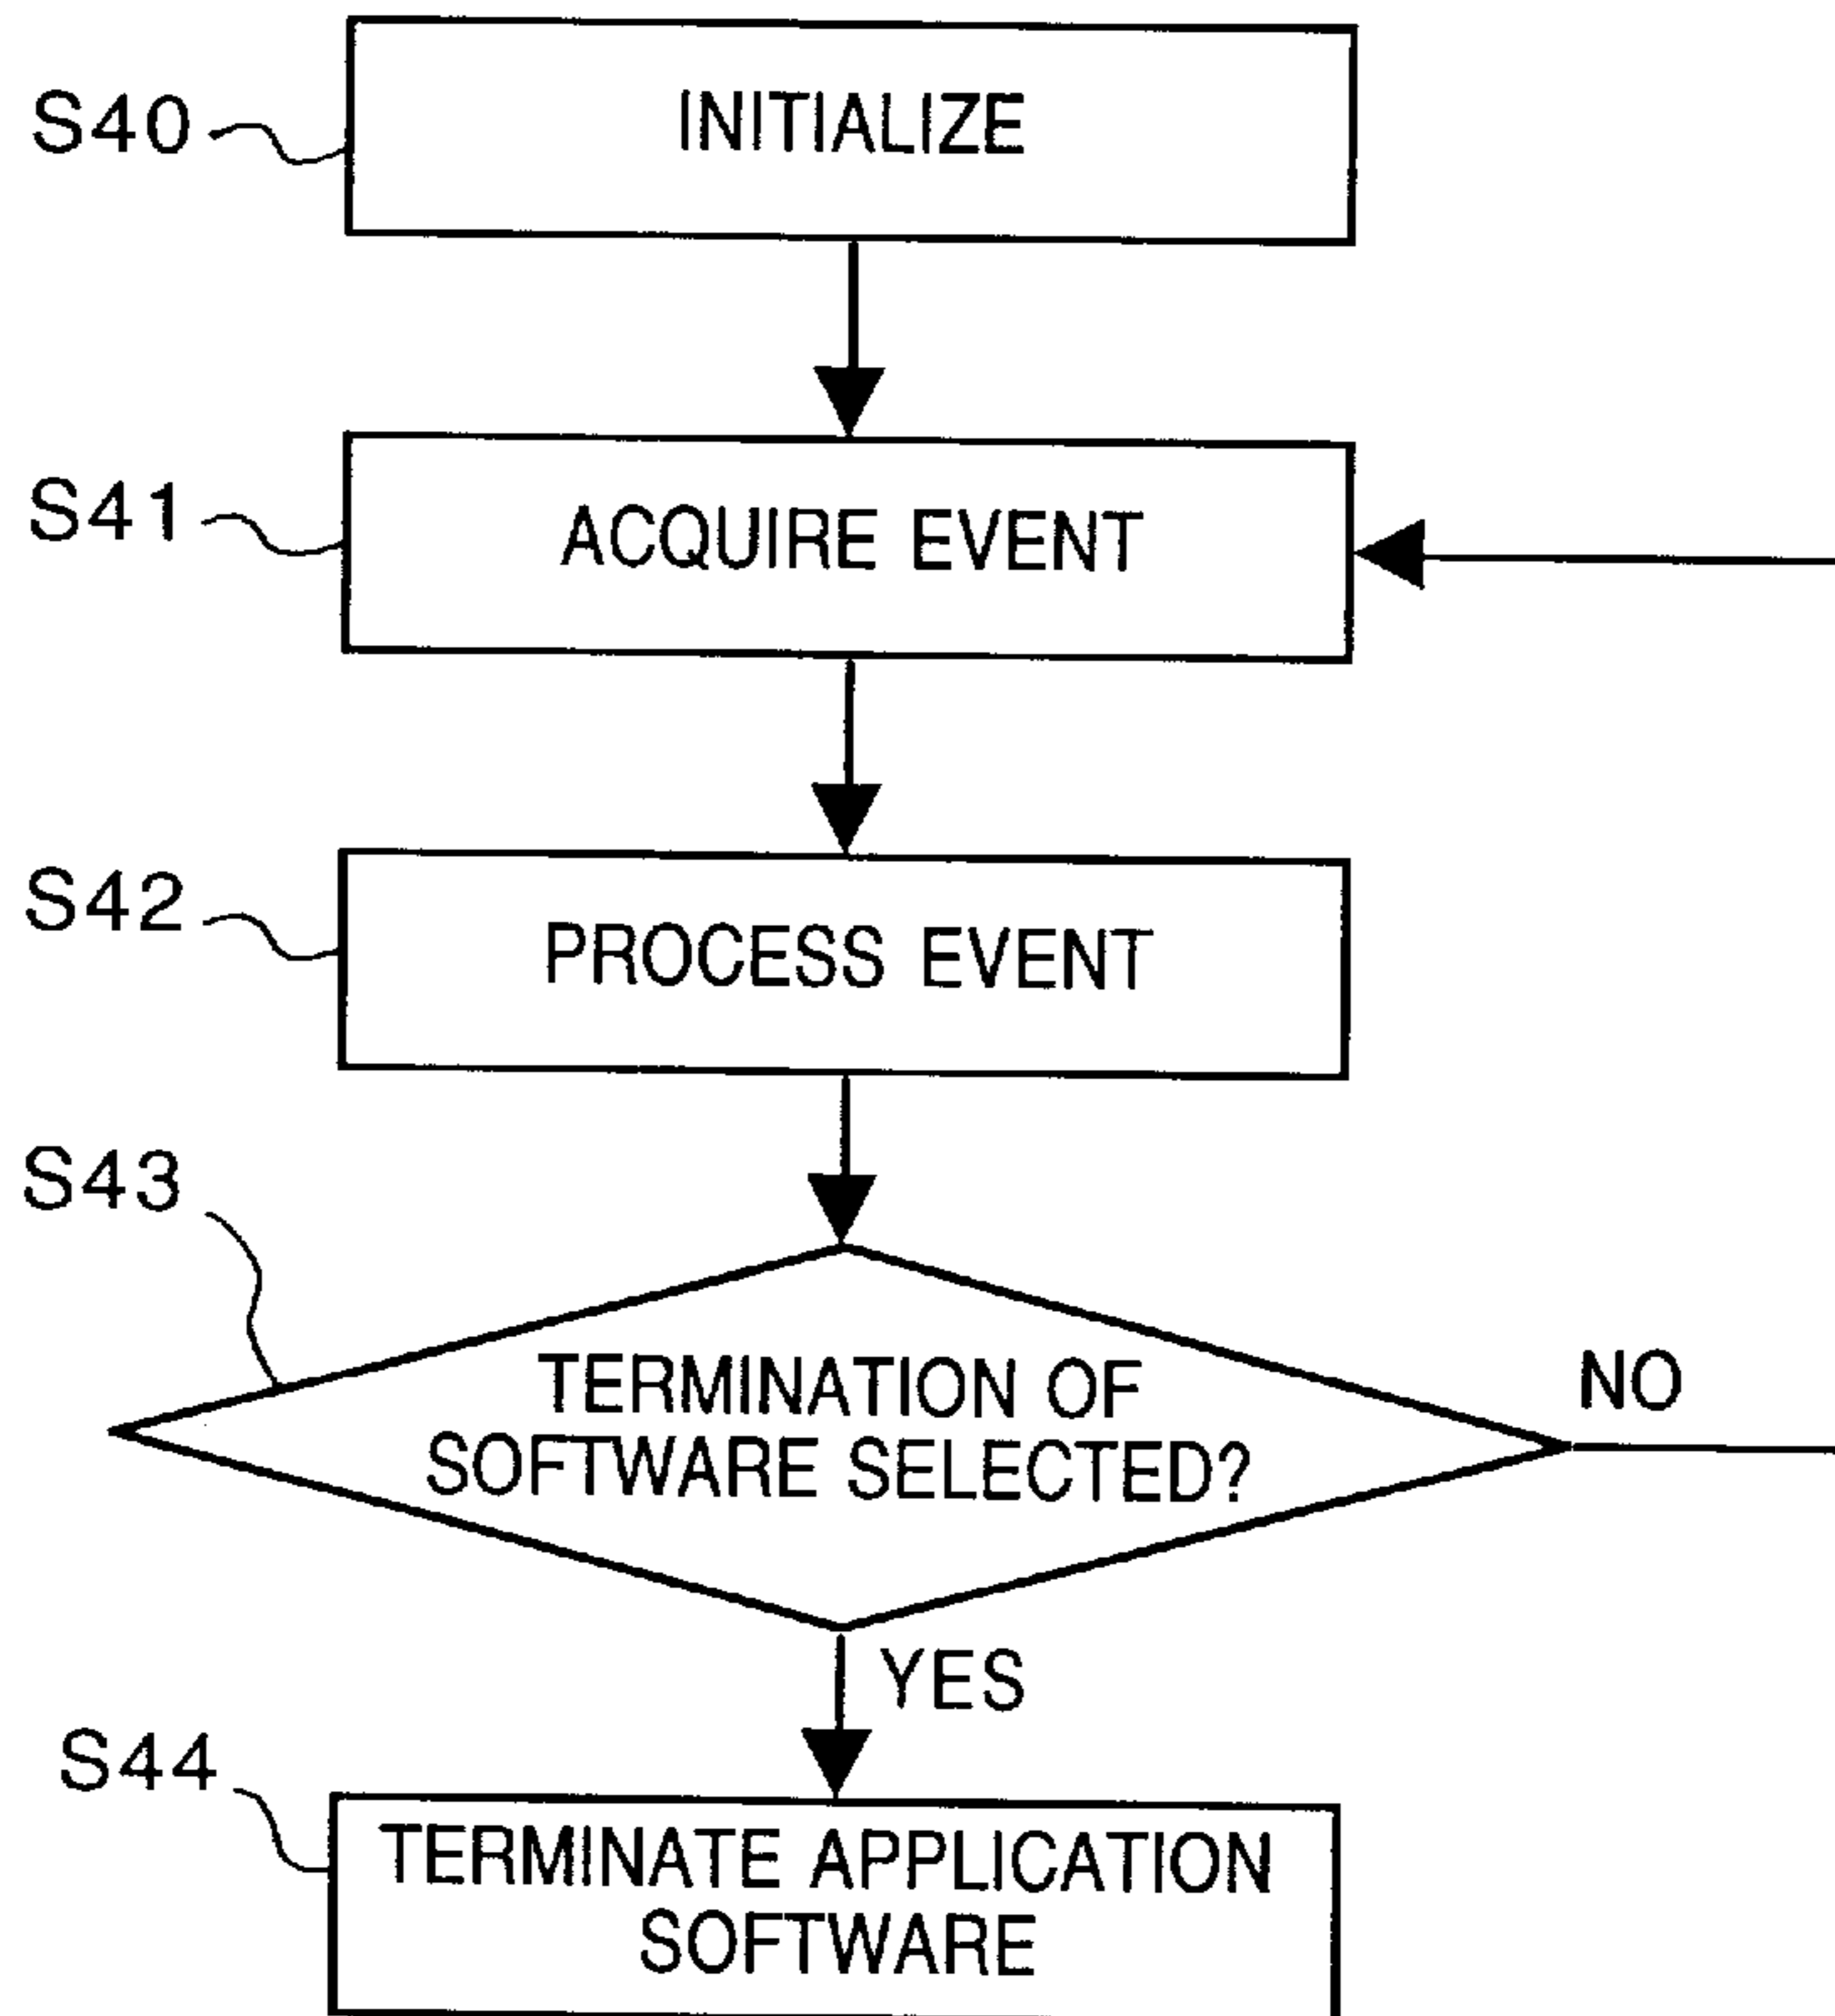 S40
INITIALIZE
S41
ACQUIRE EVENT
S42
PROCESS EVENT
S43
TERMINATION OF
SOFTWARE SELECTED?
NO
YES
S44
TERMINATE APPLICATION
SOFTWARE